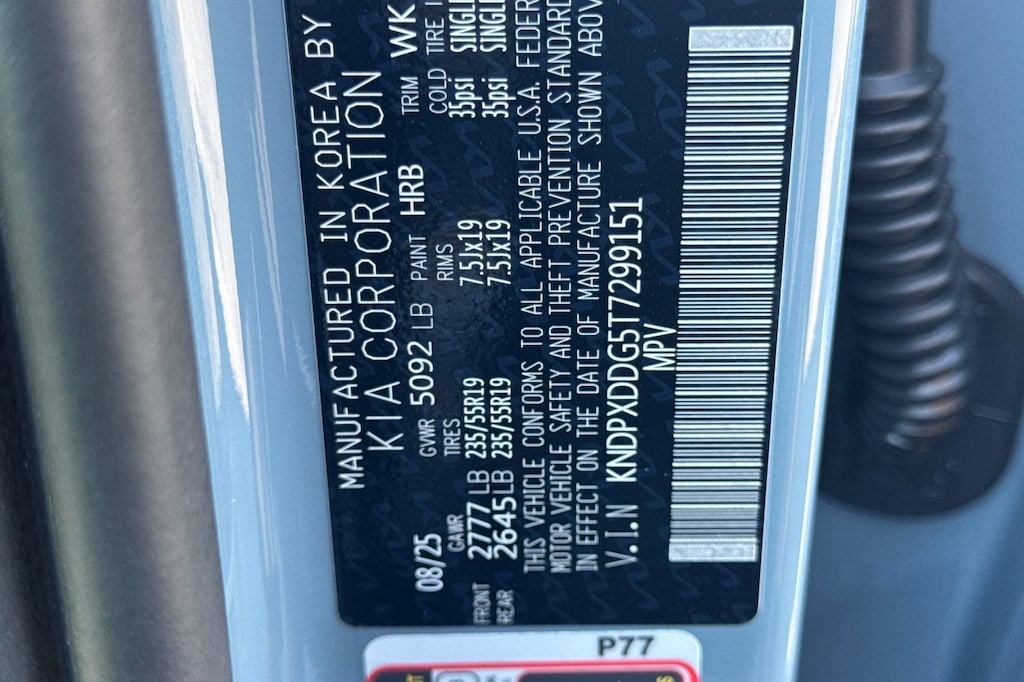 MANUFACTURED IN KOREA BY
KIA CORPORATION
08/25 GVWR 5092 LB PAINT HRB TRIM WK
GAWR TIRES RIMS COLD TIRE
FRONT 2777 LB 235/55R19 7.5Jx19 35psi SINGLE
REAR 2645 LB 235/55R19 7.5Jx19 35psi SINGLE
THIS VEHICLE CONFORMS TO ALL APPLICABLE U.S.A. FEDER
MOTOR VEHICLE SAFETY AND THEFT PREVENTION STANDARD
IN EFFECT ON THE DATE OF MANUFACTURE SHOWN ABOV
V.I.N KNDPXDDG5T7299151
MPV
P77